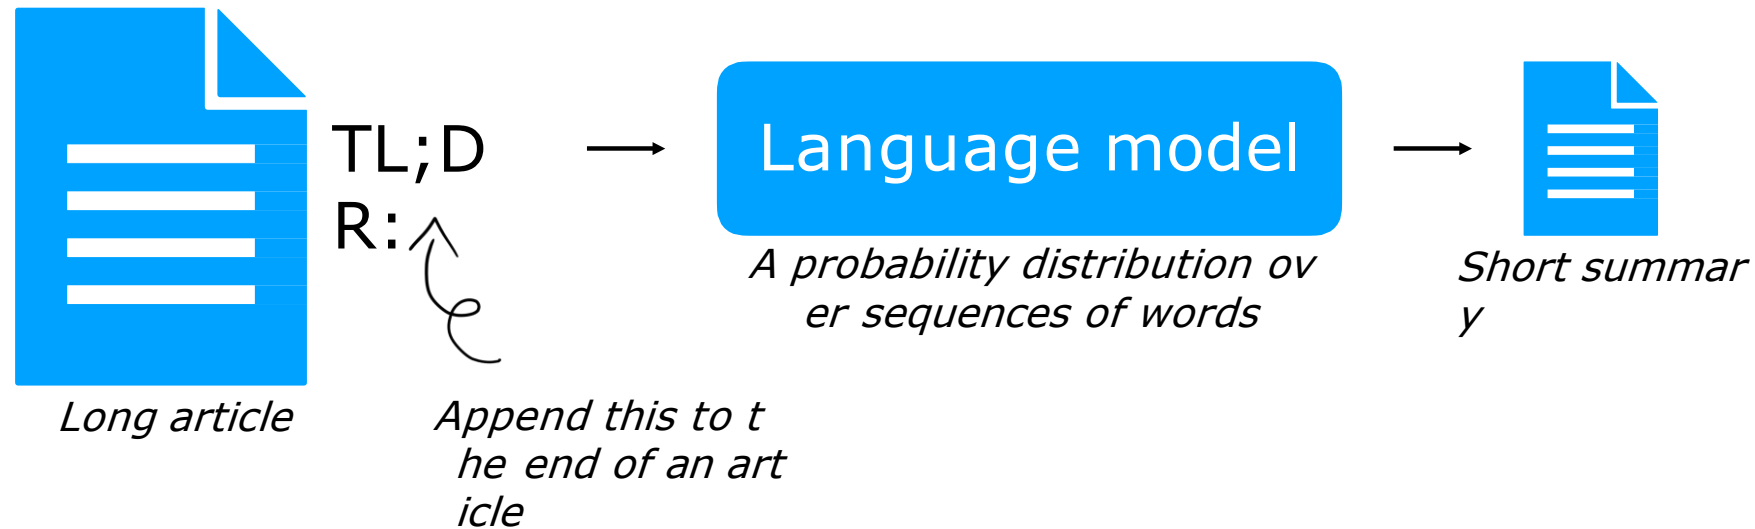 TL;D
R:
Language model
A probability distribution ov
er sequences of words
Short summar
y
Long article
Append this to t
he end of an art
icle